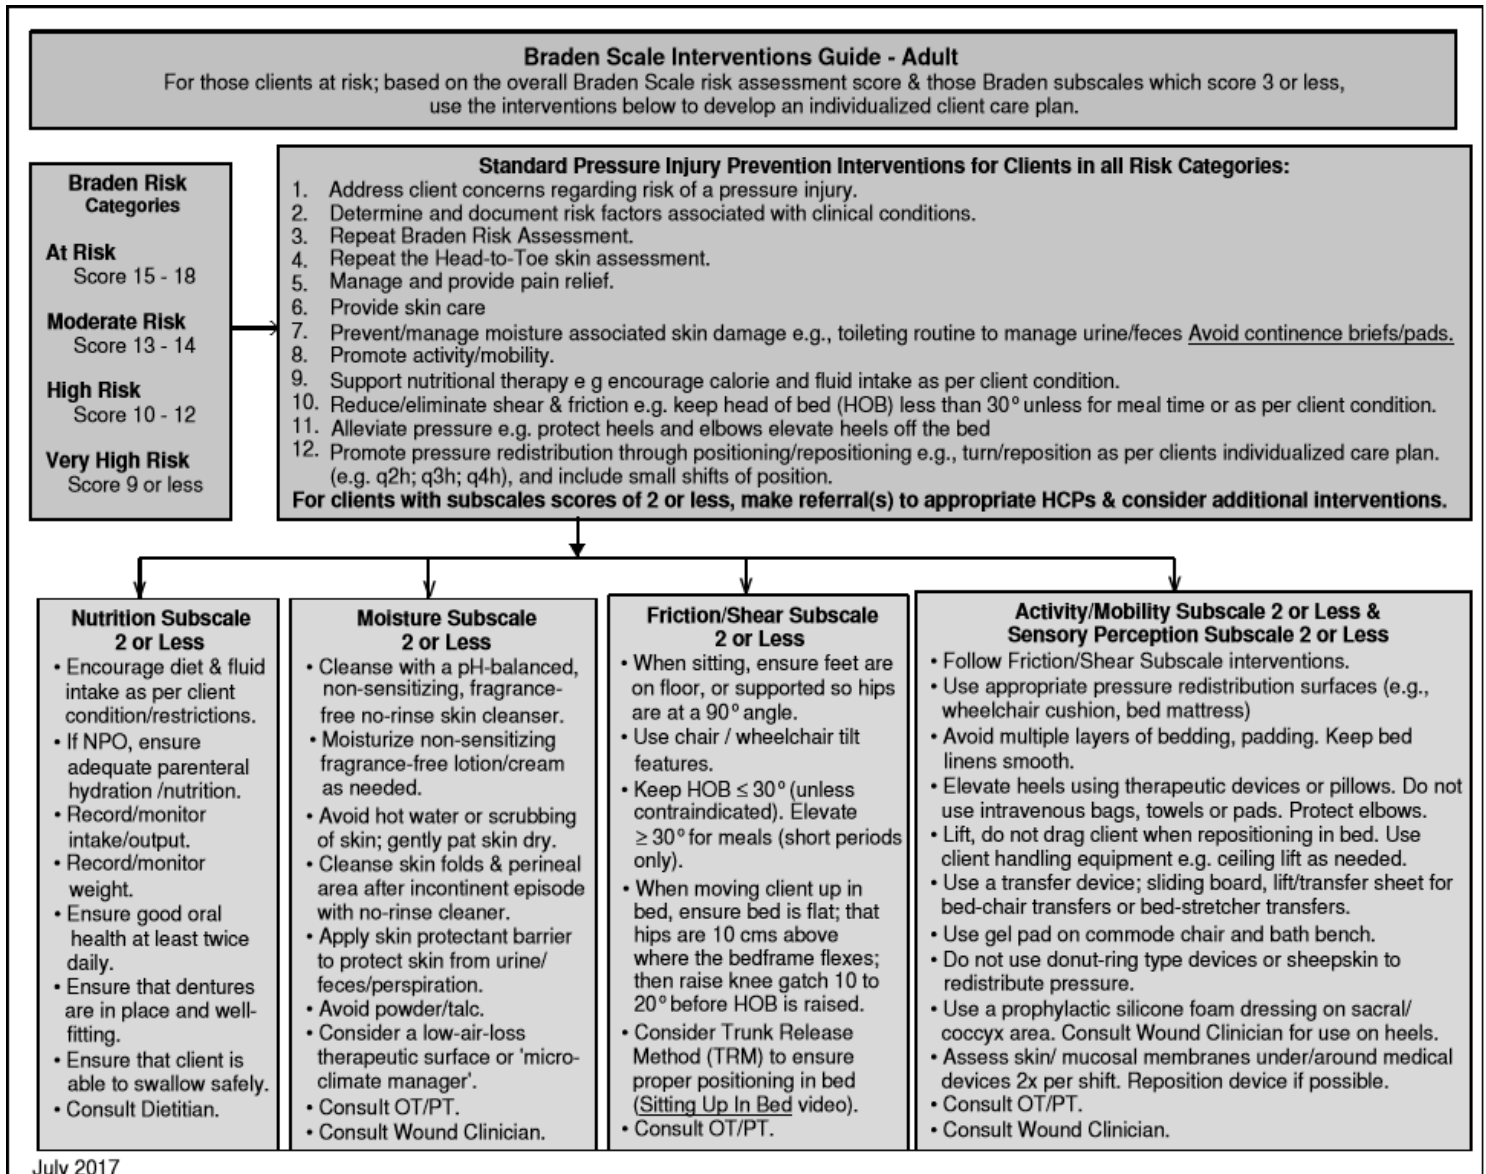 Braden Scale Interventions Guide - Adult
For those clients at risk; based on the overall Braden Scale risk assessment score & those Braden subscales which score 3 or less,
use the interventions below to develop an individualized client care plan.
Braden Risk
Categories
At Risk
Score 15 - 18
Moderate Risk
Score 13 - 14
High Risk
Score 10 - 12
Very High Risk
Score 9 or less
Standard Pressure Injury Prevention Interventions for Clients in all Risk Categories:
1. Address client concerns regarding risk of a pressure injury.
2. Determine and document risk factors associated with clinical conditions.
3. Repeat Braden Risk Assessment.
4. Repeat the Head-to-Toe skin assessment.
5. Manage and provide pain relief.
6. Provide skin care
7. Prevent/manage moisture associated skin damage e.g., toileting routine to manage urine/feces Avoid continence briefs/pads.
8. Promote activity/mobility.
9. Support nutritional therapy e g encourage calorie and fluid intake as per client condition.
10. Reduce/eliminate shear & friction e.g. keep head of bed (HOB) less than 30º unless for meal time or as per client condition.
11. Alleviate pressure e.g. protect heels and elbows elevate heels off the bed
12. Promote pressure redistribution through positioning/repositioning e.g., turn/reposition as per clients individualized care plan.
(e.g. q2h; q3h; q4h), and include small shifts of position.
For clients with subscales scores of 2 or less, make referral(s) to appropriate HCPs & consider additional interventions.
Nutrition Subscale
2 or Less
• Encourage diet & fluid
intake as per client
condition/restrictions.
• If NPO, ensure
adequate parenteral
hydration /nutrition.
• Record/monitor
intake/output.
• Record/monitor
weight.
• Ensure good oral
health at least twice
daily.
• Ensure that dentures
are in place and well-
fitting.
• Ensure that client is
able to swallow safely.
• Consult Dietitian.
Moisture Subscale
2 or Less
• Cleanse with a pH-balanced,
non-sensitizing, fragrance-
free no-rinse skin cleanser.
• Moisturize non-sensitizing
fragrance-free lotion/cream
as needed.
• Avoid hot water or scrubbing
of skin; gently pat skin dry.
• Cleanse skin folds & perineal
area after incontinent episode
with no-rinse cleaner.
• Apply skin protectant barrier
to protect skin from urine/
feces/perspiration.
• Avoid powder/talc.
• Consider a low-air-loss
therapeutic surface or 'micro-
climate manager'.
• Consult OT/PT.
• Consult Wound Clinician.
Friction/Shear Subscale
2 or Less
• When sitting, ensure feet are
on floor, or supported so hips
are at a 90º angle.
• Use chair / wheelchair tilt
features.
• Keep HOB ≤ 30º (unless
contraindicated). Elevate
≥ 30º for meals (short periods
only).
• When moving client up in
bed, ensure bed is flat; that
hips are 10 cms above
where the bedframe flexes;
then raise knee gatch 10 to
20º before HOB is raised.
• Consider Trunk Release
Method (TRM) to ensure
proper positioning in bed
(Sitting Up In Bed video).
• Consult OT/PT.
Activity/Mobility Subscale 2 or Less &
Sensory Perception Subscale 2 or Less
• Follow Friction/Shear Subscale interventions.
• Use appropriate pressure redistribution surfaces (e.g.,
wheelchair cushion, bed mattress)
• Avoid multiple layers of bedding, padding. Keep bed
linens smooth.
• Elevate heels using therapeutic devices or pillows. Do not
use intravenous bags, towels or pads. Protect elbows.
• Lift, do not drag client when repositioning in bed. Use
client handling equipment e.g. ceiling lift as needed.
• Use a transfer device; sliding board, lift/transfer sheet for
bed-chair transfers or bed-stretcher transfers.
• Use gel pad on commode chair and bath bench.
• Do not use donut-ring type devices or sheepskin to
redistribute pressure.
• Use a prophylactic silicone foam dressing on sacral/
coccyx area. Consult Wound Clinician for use on heels.
• Assess skin/ mucosal membranes under/around medical
devices 2x per shift. Reposition device if possible.
• Consult OT/PT.
• Consult Wound Clinician.
July 2017